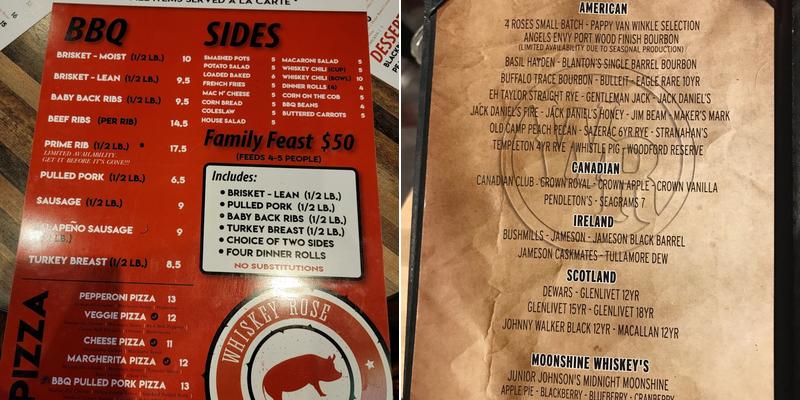 ALL ITEMS SERVED A LA CARTE
BBQ
BRISKET - MOIST (1/2 LB.) 10
BRISKET - LEAN (1/2 LB.) 9.5
BABY BACK RIBS (1/2 LB.) 9.5
BEEF RIBS (PER RIB) 14.5
PRIME RIB (1/2 LB.) 17.5
LIMITED AVAILABILITY.
GET IT BEFORE IT'S GONE!!!
PULLED PORK (1/2 LB.) 6.5
SAUSAGE (1/2 LB.) 9
JALAPEÑO SAUSAGE 9
TURKEY BREAST (1/2 LB.) 8.5
PIZZA
PEPPERONI PIZZA 13
VEGGIE PIZZA 12
CHEESE PIZZA 11
MARGHERITA PIZZA 12
BBQ PULLED PORK PIZZA 13
SIDES
SMASHED POTS 5
POTATO SALAD 5
LOADED BAKED 6
FRENCH FRIES 5
MAC N' CHEESE 5
CORN BREAD 5
COLESLAW 5
HOUSE SALAD 5
MACARONI SALAD 5
WHISKEY CHILI (CUP) 5
WHISKEY CHILI (BOWL) 10
DINNER ROLLS (4) 4
CORN ON THE COB 5
BBQ BEANS 4
BUTTERED CARROTS 5
Family Feast $50
(FEEDS 4-5 PEOPLE)
Includes:
• BRISKET - LEAN (1/2 LB.)
• PULLED PORK (1/2 LB.)
• BABY BACK RIBS (1/2 LB.)
• TURKEY BREAST (1/2 LB.)
• CHOICE OF TWO SIDES
• FOUR DINNER ROLLS
NO SUBSTITUTIONS
WHISKEY ROSE
DESSERT
AMERICAN
4 ROSES SMALL BATCH - PAPPY VAN WINKLE SELECTION
ANGELS ENVY PORT WOOD FINISH BOURBON
(LIMITED AVAILABILITY DUE TO SEASONAL PRODUCTION)
BASIL HAYDEN - BLANTON'S SINGLE BARREL BOURBON
BUFFALO TRACE BOURBON - BULLEIT - EAGLE RARE 10YR
EH TAYLOR STRAIGHT RYE - GENTLEMAN JACK - JACK DANIEL'S
JACK DANIEL'S FIRE - JACK DANIEL'S HONEY - JIM BEAM - MAKER'S MARK
OLD CAMP PEACH PECAN - SAZERAC 6YR RYE - STRANAHAN'S
TEMPLETON 4YR RYE - WHISTLE PIG - WOODFORD RESERVE
CANADIAN
CANADIAN CLUB - CROWN ROYAL - CROWN APPLE - CROWN VANILLA
PENDLETON'S - SEAGRAMS 7
IRELAND
BUSHMILLS - JAMESON - JAMESON BLACK BARREL
JAMESON CASKMATES - TULLAMORE DEW
SCOTLAND
DEWARS - GLENLIVET 12YR
GLENLIVET 15YR - GLENLIVET 18YR
JOHNNY WALKER BLACK 12YR - MACALLAN 12YR
MOONSHINE WHISKEY'S
JUNIOR JOHNSON'S MIDNIGHT MOONSHINE
APPLE PIE - BLACKBERRY - BLUEBERRY - CRANBERRY